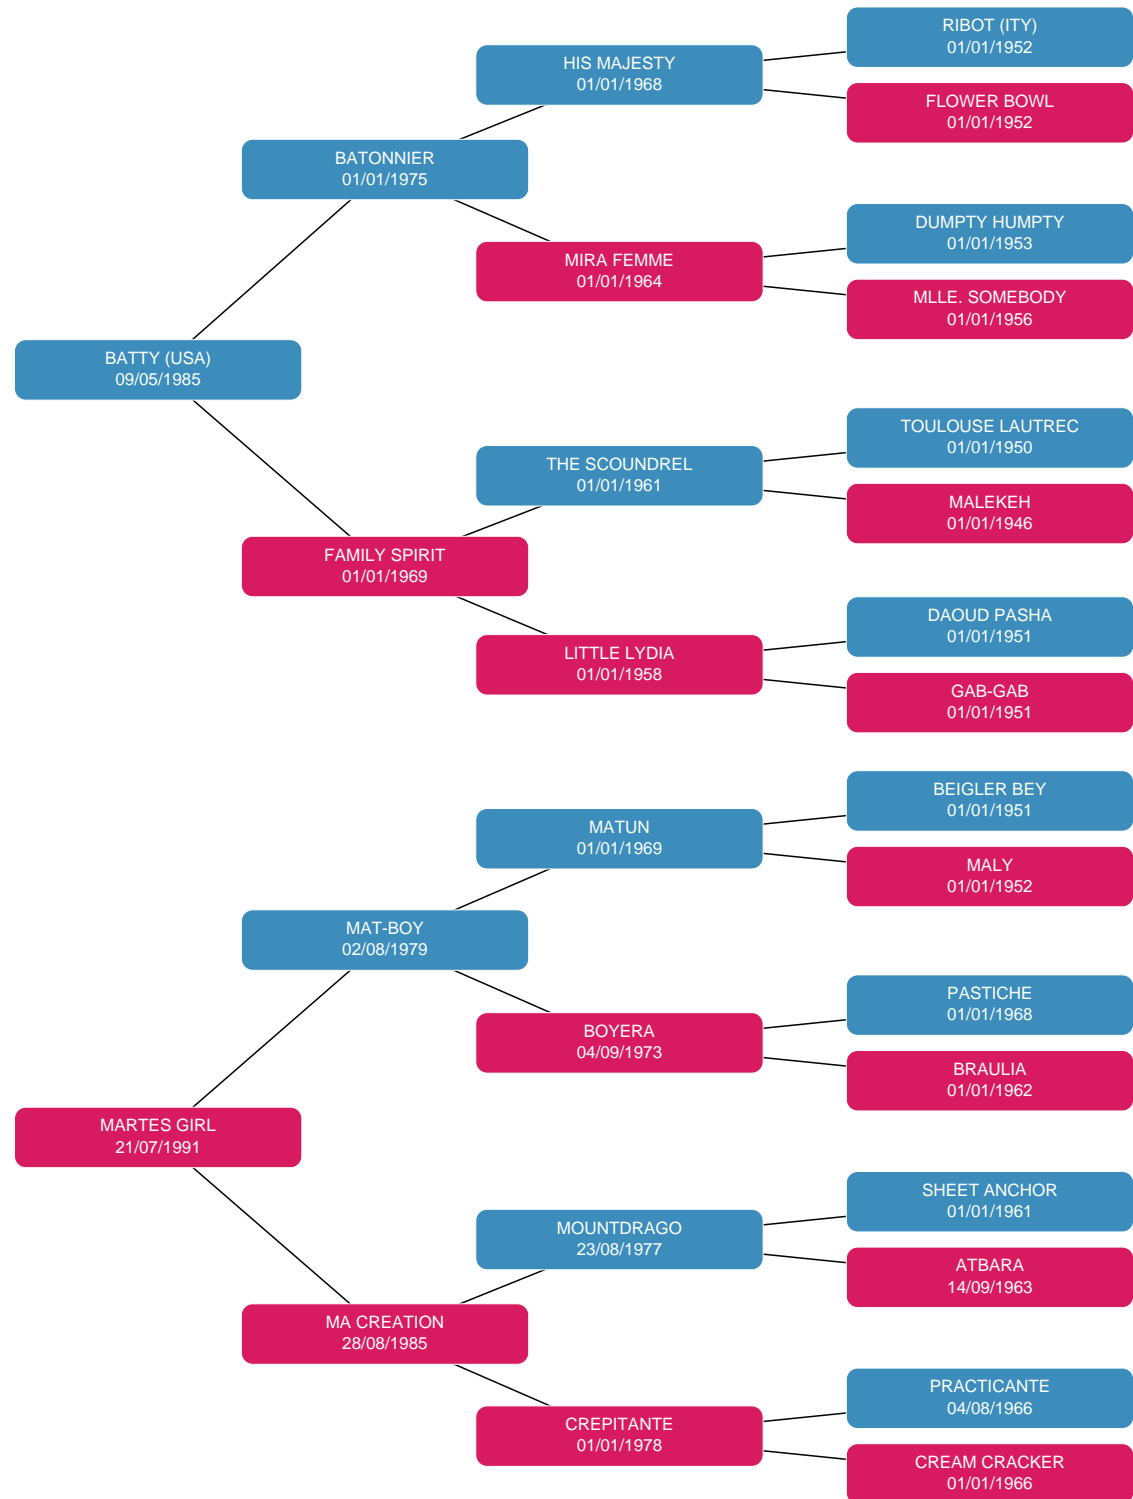 RIBOT (ITY)
01/01/1952
HIS MAJESTY
01/01/1968
FLOWER BOWL
01/01/1952
BATONNIER
01/01/1975
DUMPTY HUMPTY
01/01/1953
MIRA FEMME
01/01/1964
MLLE. SOMEBODY
01/01/1956
BATTY (USA)
09/05/1985
TOULOUSE LAUTREC
01/01/1950
THE SCOUNDREL
01/01/1961
MALEKEH
01/01/1946
FAMILY SPIRIT
01/01/1969
DAOUD PASHA
01/01/1951
LITTLE LYDIA
01/01/1958
GAB-GAB
01/01/1951
BEIGLER BEY
01/01/1951
MATUN
01/01/1969
MALY
01/01/1952
MAT-BOY
02/08/1979
PASTICHE
01/01/1968
BOYERA
04/09/1973
BRAULIA
01/01/1962
MARTES GIRL
21/07/1991
SHEET ANCHOR
01/01/1961
MOUNTDRAGO
23/08/1977
ATBARA
14/09/1963
MA CREATION
28/08/1985
PRACTICANTE
04/08/1966
CREPITANTE
01/01/1978
CREAM CRACKER
01/01/1966